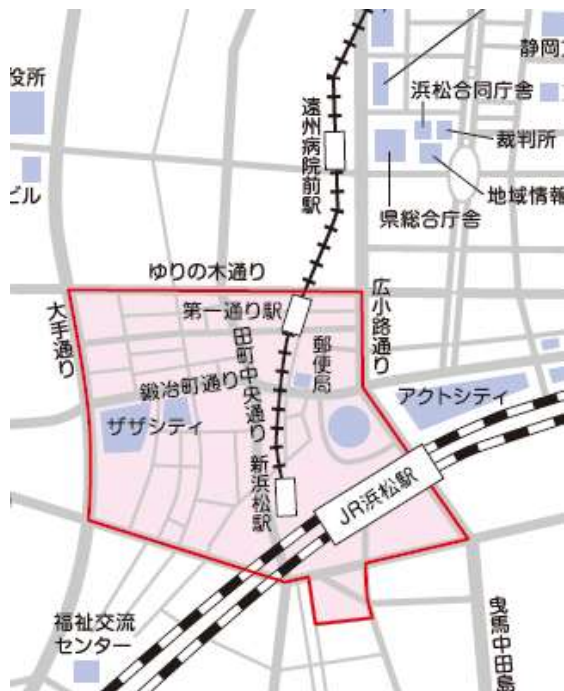 役所
ビル
遠州病院前駅
静岡
浜松合同庁舎
裁判所
地域情報
県総合庁舎
ゆりの木通り
大手通り
広小路通り
第一通り駅
田町中央通り
郵便局
鍛冶町通り
アクトシティ
ザザシティ
新浜松駅
JR浜松駅
福祉交流
センター
曳馬中田島